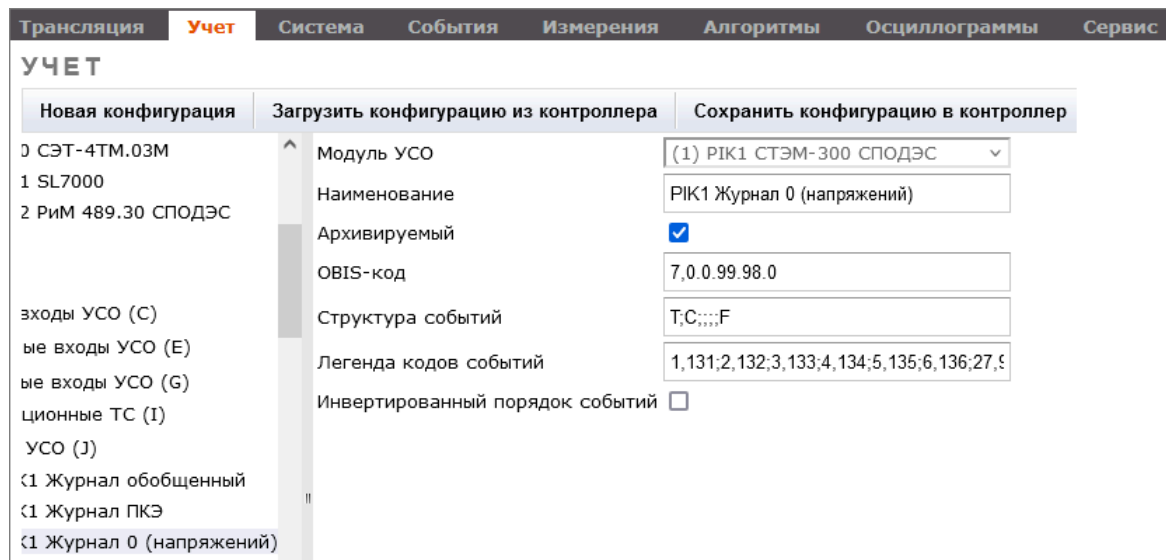 Трансляция Учет Система События Измерения Алгоритмы Осциллограммы Сервис
УЧЕТ
Новая конфигурация Загрузить конфигурацию из контроллера Сохранить конфигурацию в контроллер
0 СЭТ-4ТМ.03М
1 SL7000
2 РиМ 489.30 СПОДЭС
входы УСО (C)
ые входы УСО (E)
ые входы УСО (G)
ционные ТС (I)
УСО (J)
К1 Журнал обобщенный
К1 Журнал ПКЭ
К1 Журнал 0 (напряжений)
Модуль УСО (1) PIK1 СТЭМ-300 СПОДЭС
Наименование PIK1 Журнал 0 (напряжений)
Архивируемый
OBIS-код 7,0.0.99.98.0
Структура событий T;C;;;;F
Легенда кодов событий 1,131;2,132;3,133;4,134;5,135;6,136;27,9
Инвертированный порядок событий